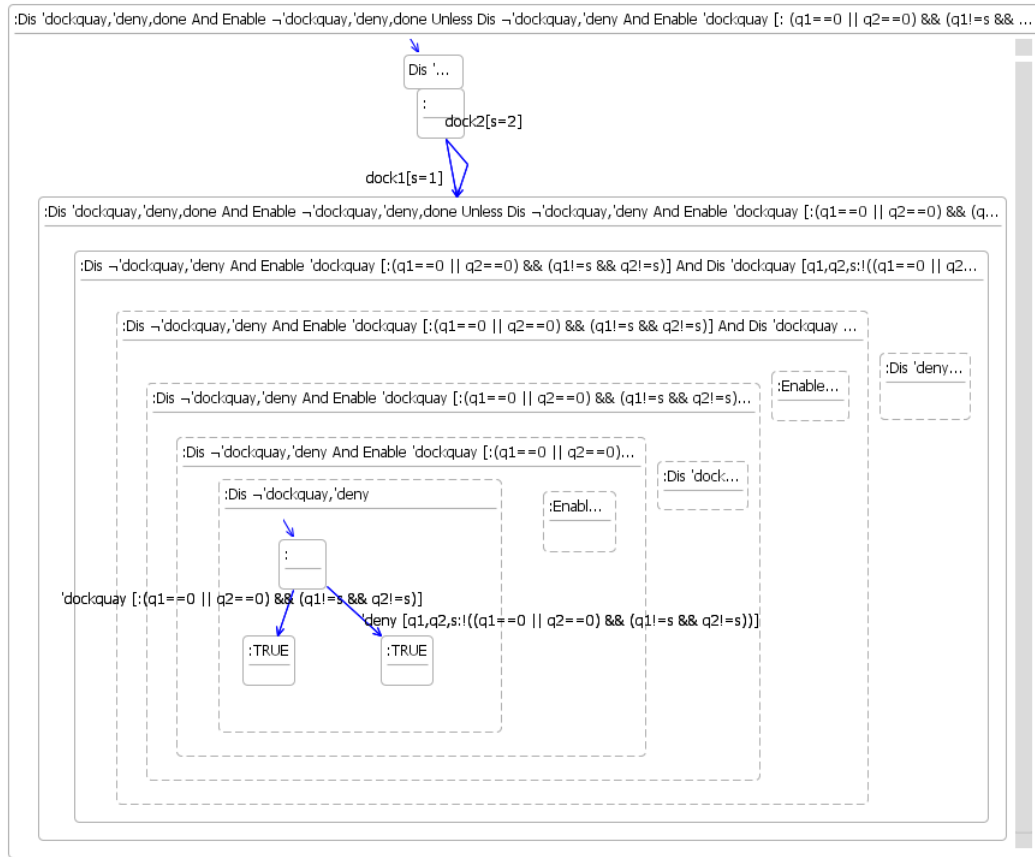 :Dis 'dockquay,'deny,done And Enable ¬'dockquay,'deny,done Unless Dis ¬'dockquay,'deny And Enable 'dockquay [: (q1==0 || q2==0) && (q1!=s && ...
Dis '...
:
dock2[s=2]
dock1[s=1]
:Dis 'dockquay,'deny,done And Enable ¬'dockquay,'deny,done Unless Dis ¬'dockquay,'deny And Enable 'dockquay [:(q1==0 || q2==0) && (q...
:Dis ¬'dockquay,'deny And Enable 'dockquay [:(q1==0 || q2==0) && (q1!=s && q2!=s)] And Dis 'dockquay [q1,q2,s:!((q1==0 || q2...
:Dis ¬'dockquay,'deny And Enable 'dockquay [:(q1==0 || q2==0) && (q1!=s && q2!=s)] And Dis 'dockquay ...
:Dis 'deny...
:Enable...
:Dis ¬'dockquay,'deny And Enable 'dockquay [:(q1==0 || q2==0) && (q1!=s && q2!=s)...
:Dis ¬'dockquay,'deny And Enable 'dockquay [:(q1==0 || q2==0)...
:Dis 'dock...
:Dis ¬'dockquay,'deny
:Enabl...
:
'dockquay [:(q1==0 || q2==0) && (q1!=s && q2!=s)]
'deny [q1,q2,s:!((q1==0 || q2==0) && (q1!=s && q2!=s))]
:TRUE
:TRUE